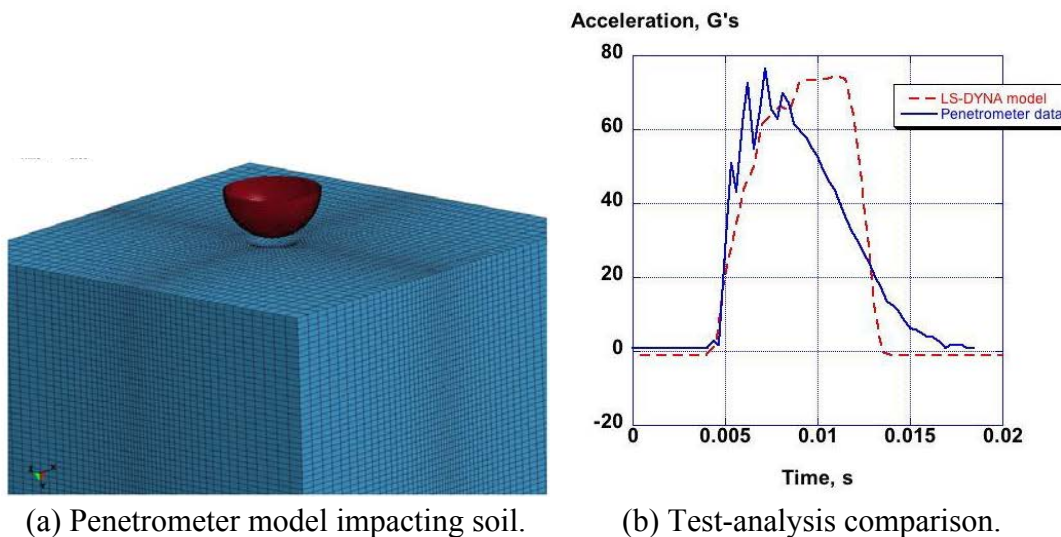 Acceleration, G's
80
60
40
20
0
-20
LS-DYNA model
Penetrometer data
0 0.005 0.01 0.015 0.02
Time, s
(a) Penetrometer model impacting soil.
(b) Test-analysis comparison.